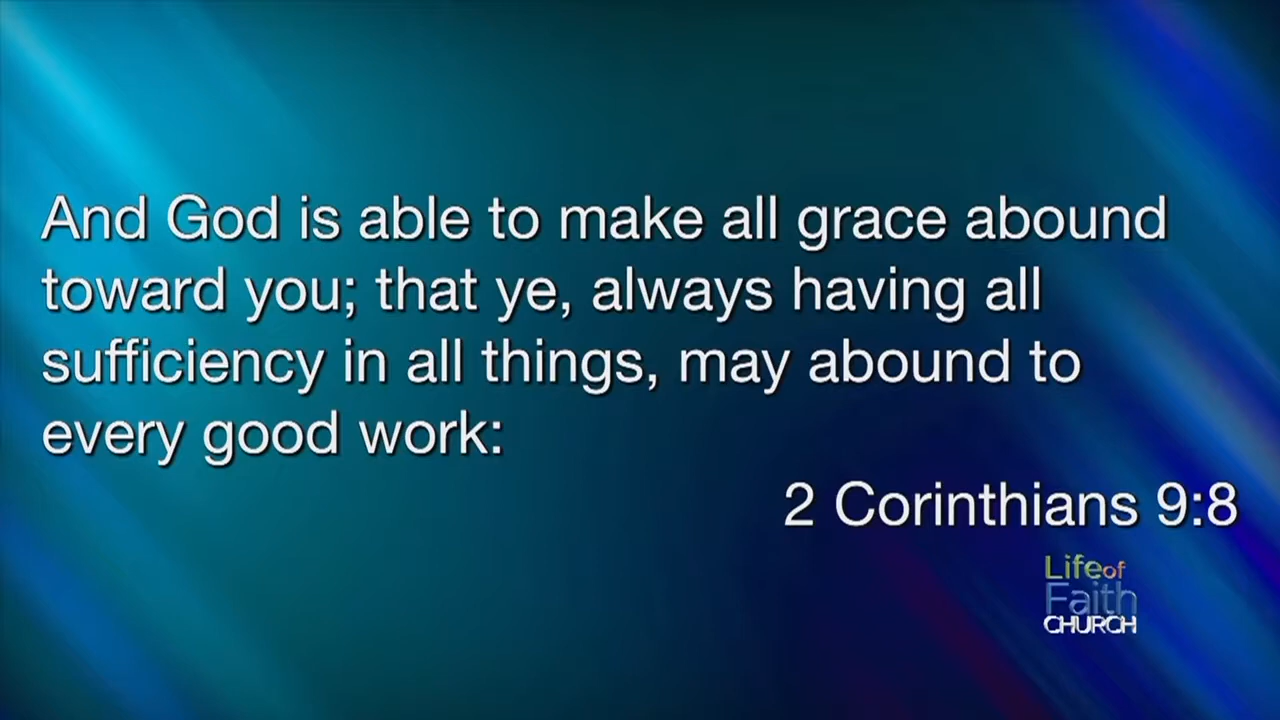 And God is able to make all grace abound
toward you; that ye, always having all
sufficiency in all things, may abound to
every good work:
2 Corinthians 9:8
Life of
Faith
CHURCH